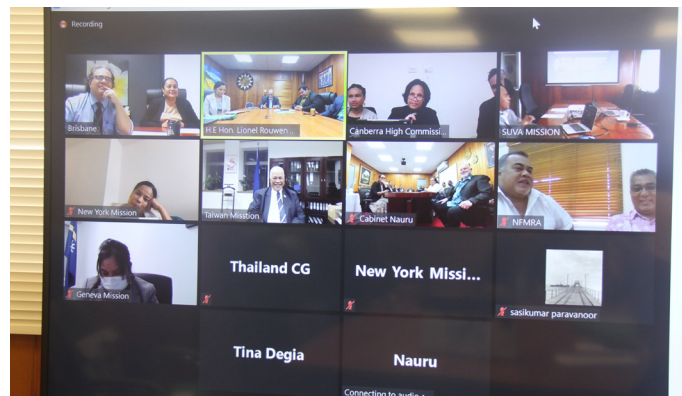 Recording
Brisbane
H.E Hon. Lionel Rouwen ...
Canberra High Commissi...
SUVA MISSION
New York Mission
Taiwan Misstion
Cabinet Nauru
NFMRA
Geneva Mission
Thailand CG
New York Missi...
sasikumar paravanoor
Tina Degia
Nauru
Connecting to audio